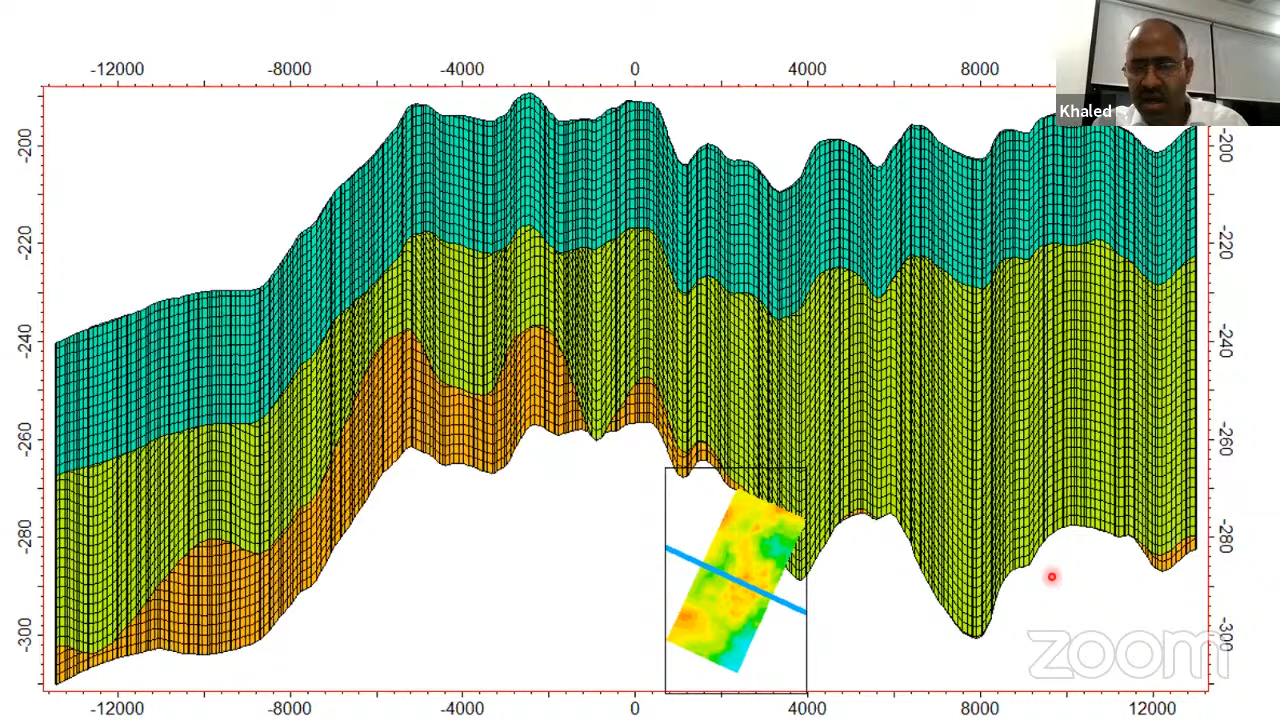 -12000 -8000 -4000 0 4000 8000
Khaled
-200 -200
-220 -220
-240 -240
-260 -260
-280 -280
-300 -300
zoom
-12000 -8000 -4000 0 4000 8000 12000